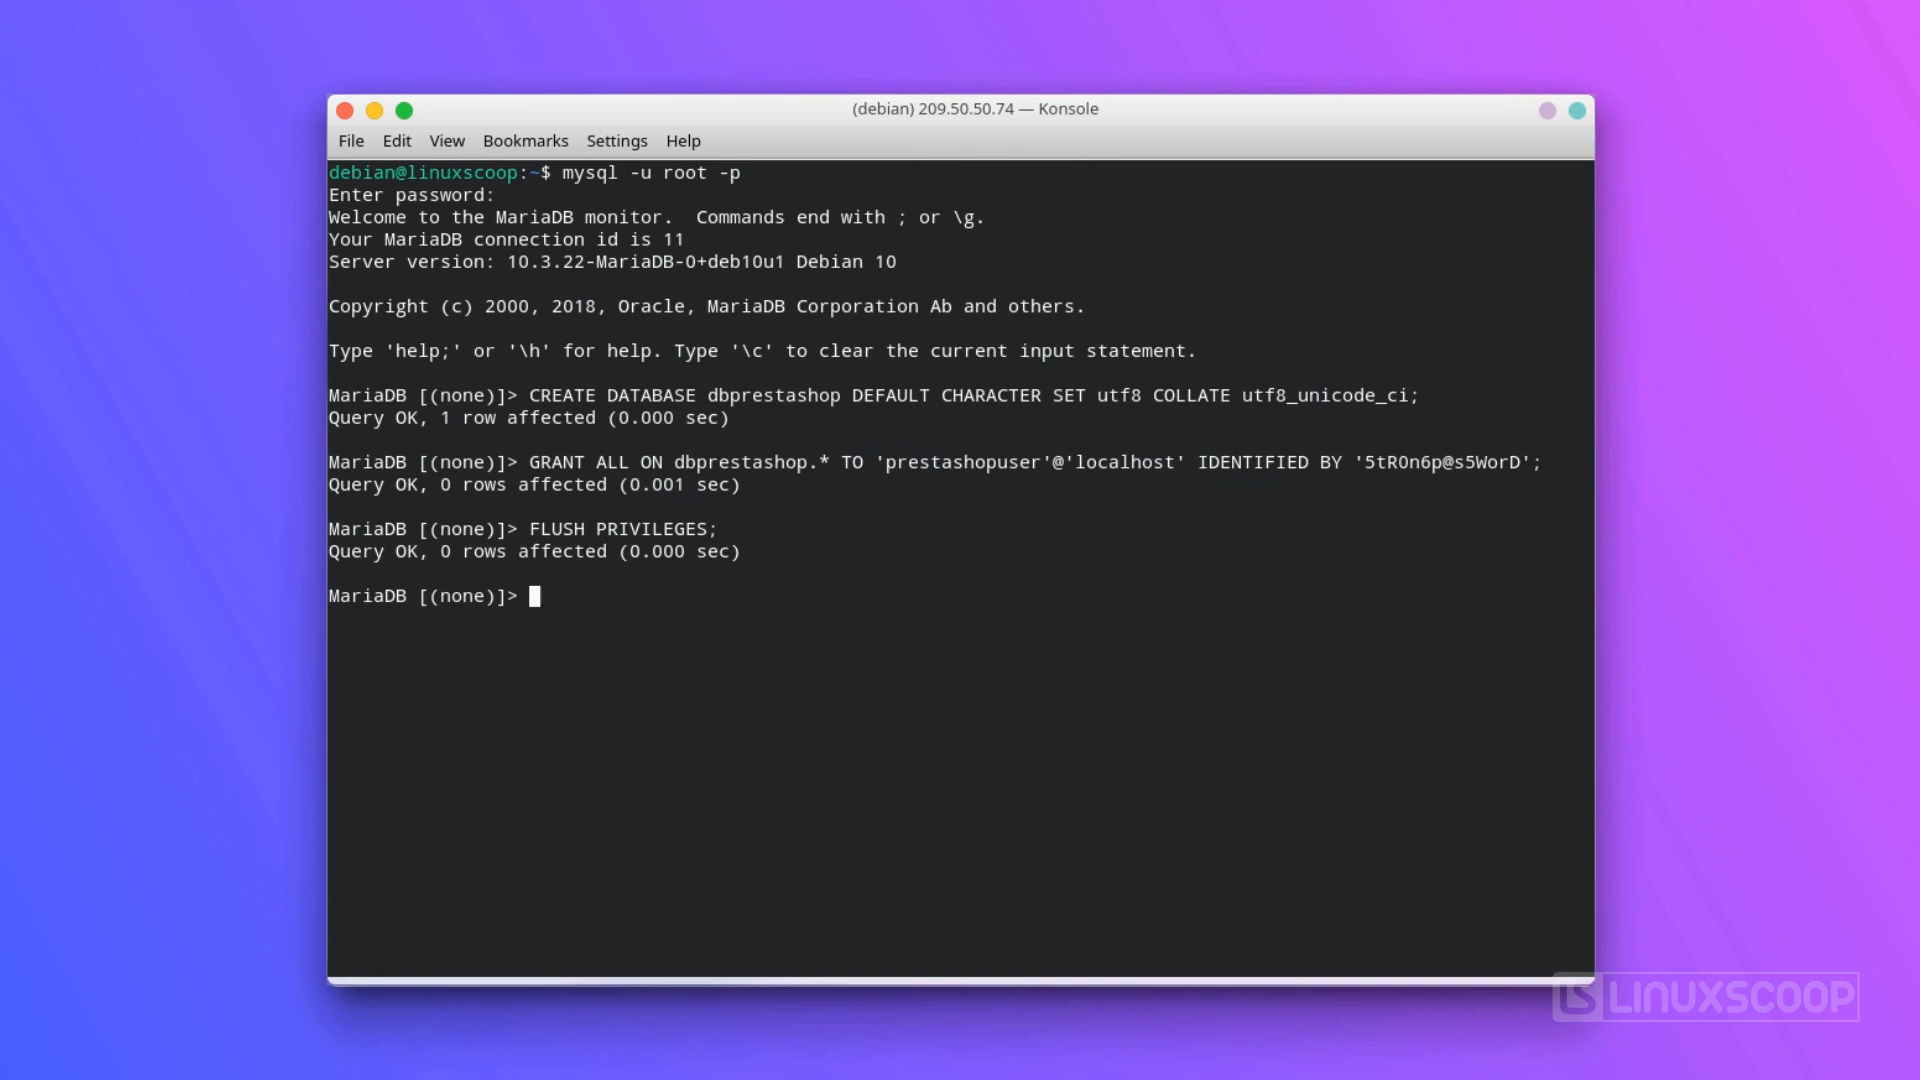 (debian) 209.50.50.74 — Konsole
File Edit View Bookmarks Settings Help
debian@linuxscoop:~$ mysql -u root -p
Enter password:
Welcome to the MariaDB monitor.  Commands end with ; or \g.
Your MariaDB connection id is 11
Server version: 10.3.22-MariaDB-0+deb10u1 Debian 10
Copyright (c) 2000, 2018, Oracle, MariaDB Corporation Ab and others.
Type 'help;' or '\h' for help. Type '\c' to clear the current input statement.
MariaDB [(none)]> CREATE DATABASE dbprestashop DEFAULT CHARACTER SET utf8 COLLATE utf8_unicode_ci;
Query OK, 1 row affected (0.000 sec)
MariaDB [(none)]> GRANT ALL ON dbprestashop.* TO 'prestashopuser'@'localhost' IDENTIFIED BY '5tR0n6p@s5WorD';
Query OK, 0 rows affected (0.001 sec)
MariaDB [(none)]> FLUSH PRIVILEGES;
Query OK, 0 rows affected (0.000 sec)
MariaDB [(none)]>
LINUXSCOOP